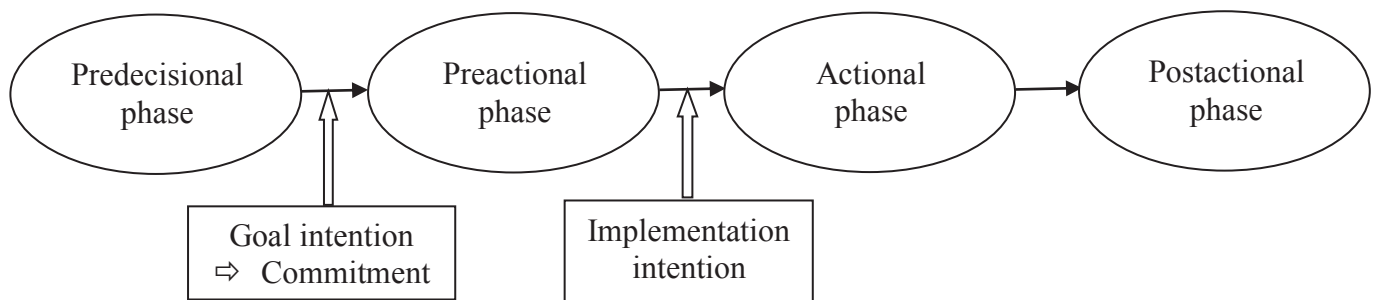 Predecisional
phase
Preactional
phase
Actional
phase
Postactional
phase
Goal intention
⇨ Commitment
Implementation
intention